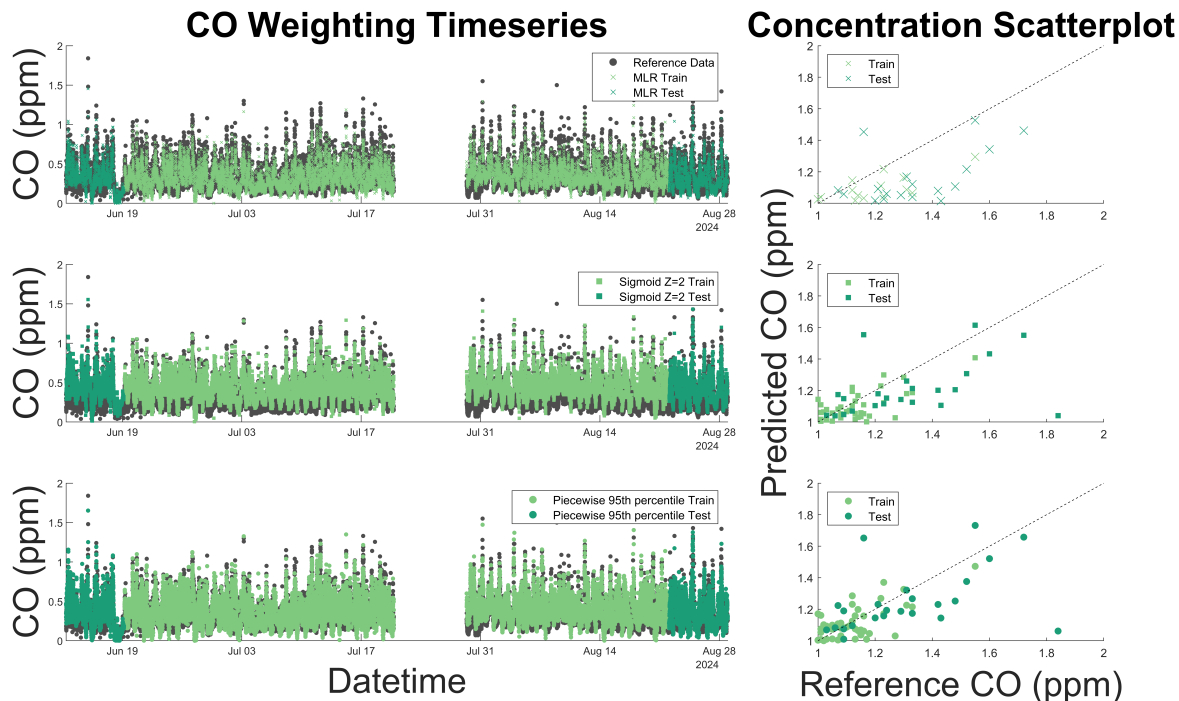 CO Weighting Timeseries
Concentration Scatterplot
CO (ppm)
2
1.5
1
0.5
0
Reference Data
MLR Train
MLR Test
Jun 19
Jul 03
Jul 17
Jul 31
Aug 14
Aug 28
2024
2
1.8
1.6
1.4
1.2
1
Train
Test
1
1.2
1.4
1.6
1.8
2
CO (ppm)
2
1.5
1
0.5
0
Sigmoid Z=2 Train
Sigmoid Z=2 Test
Jun 19
Jul 03
Jul 17
Jul 31
Aug 14
Aug 28
2024
Predicted CO (ppm)
2
1.8
1.6
1.4
1.2
1
Train
Test
1
1.2
1.4
1.6
1.8
2
CO (ppm)
2
1.5
1
0.5
0
Piecewise 95th percentile Train
Piecewise 95th percentile Test
Jun 19
Jul 03
Jul 17
Jul 31
Aug 14
Aug 28
2024
Datetime
2
1.8
1.6
1.4
1.2
1
Train
Test
1
1.2
1.4
1.6
1.8
2
Reference CO (ppm)